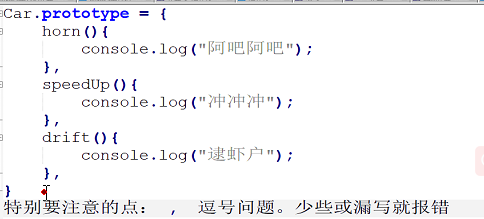 Car.prototype = {
horn(){
console.log("阿吧阿吧");
},
speedUp(){
console.log("冲冲冲");
},
drift(){
console.log("逮虾户");
},
}
特别要注意的点： , 逗号问题。少些或漏写就报错